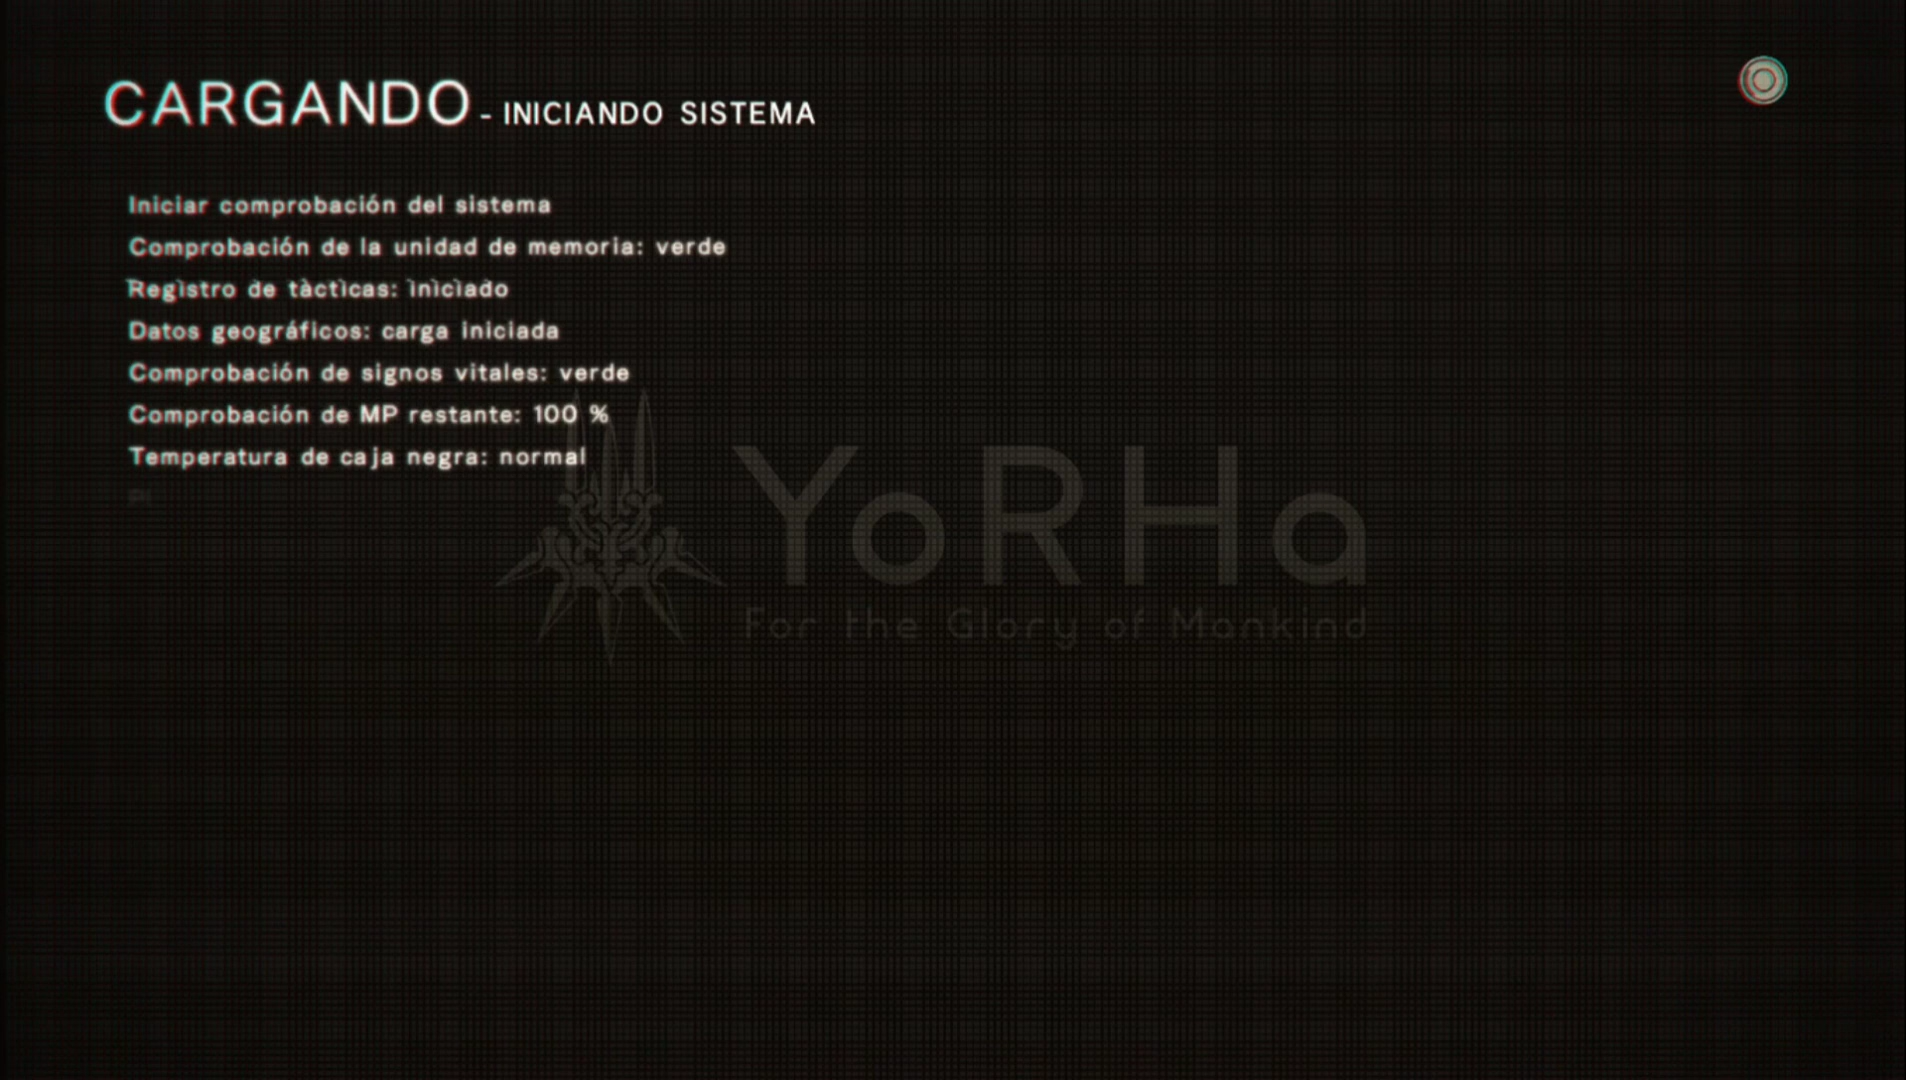 CARGANDO - INICIANDO SISTEMA
Iniciar comprobación del sistema
Comprobación de la unidad de memoria: verde
Registro de tácticas: iniciado
Datos geográficos: carga iniciada
Comprobación de signos vitales: verde
Comprobación de MP restante: 100 %
Temperatura de caja negra: normal
YoRHa
For the Glory of Mankind